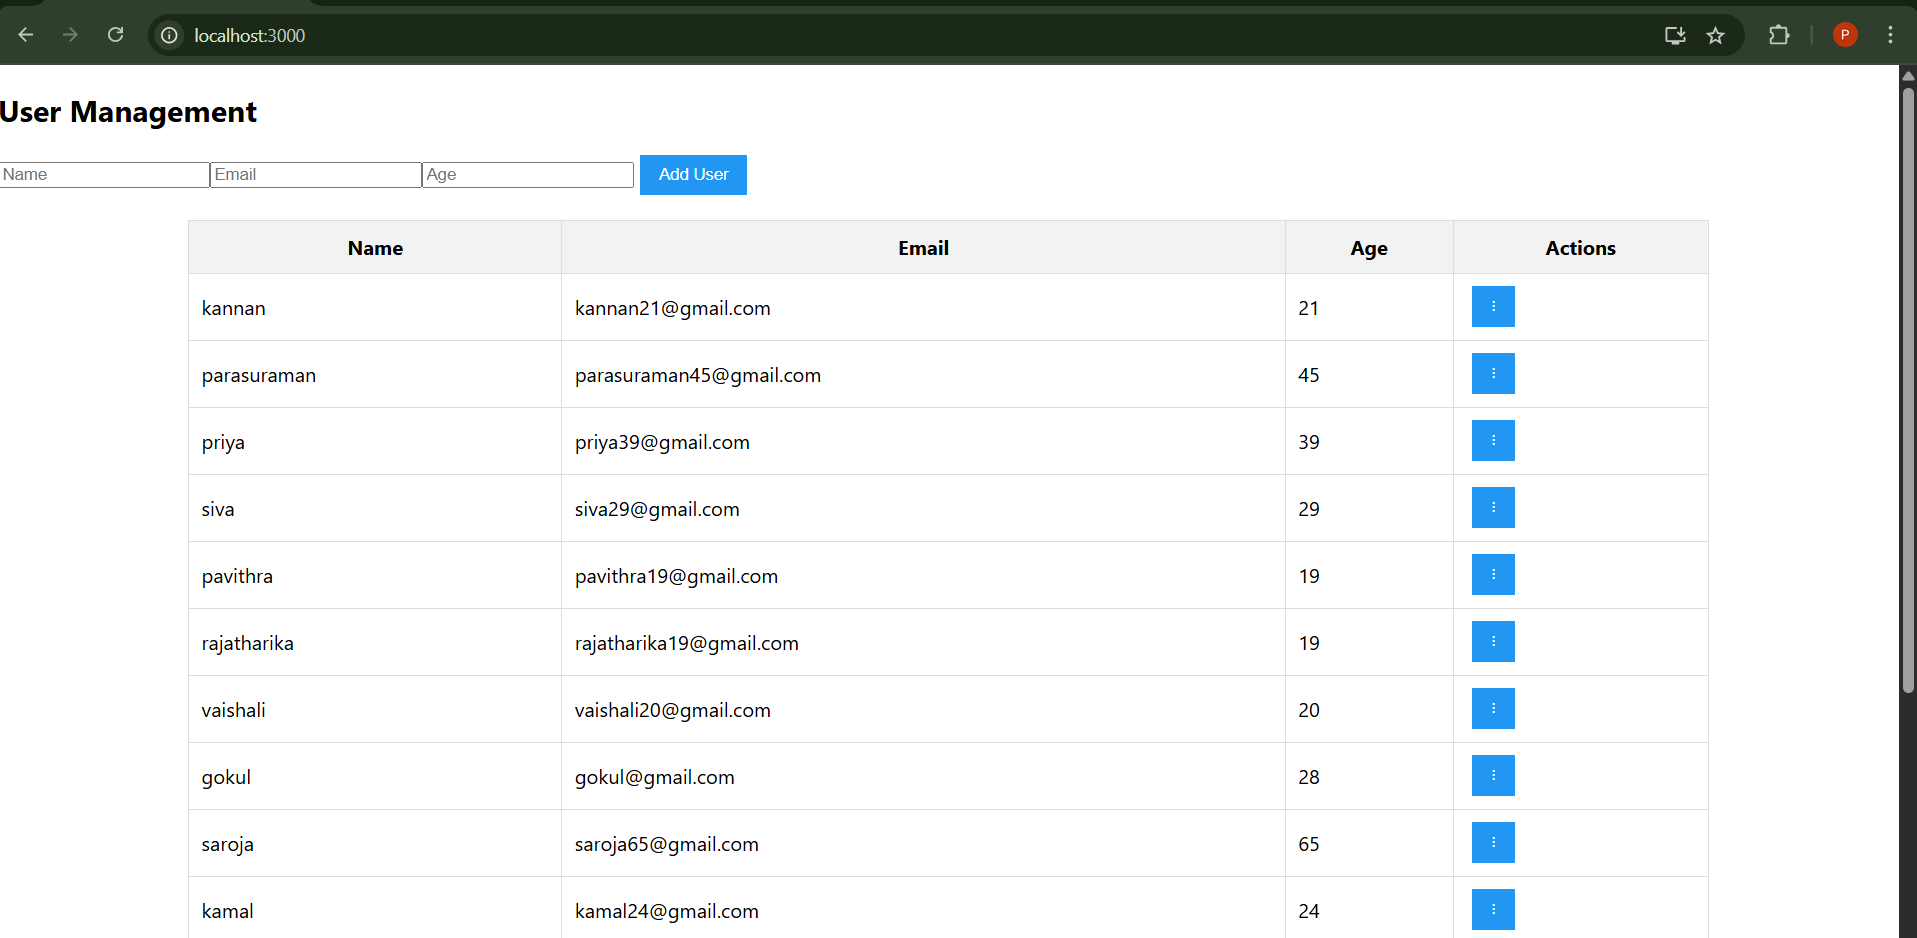 localhost:3000
P
User Management
Name Email Age Add User
Name Email Age Actions
kannan kannan21@gmail.com 21
parasuraman parasuraman45@gmail.com 45
priya priya39@gmail.com 39
siva siva29@gmail.com 29
pavithra pavithra19@gmail.com 19
rajatharika rajatharika19@gmail.com 19
vaishali vaishali20@gmail.com 20
gokul gokul@gmail.com 28
saroja saroja65@gmail.com 65
kamal kamal24@gmail.com 24